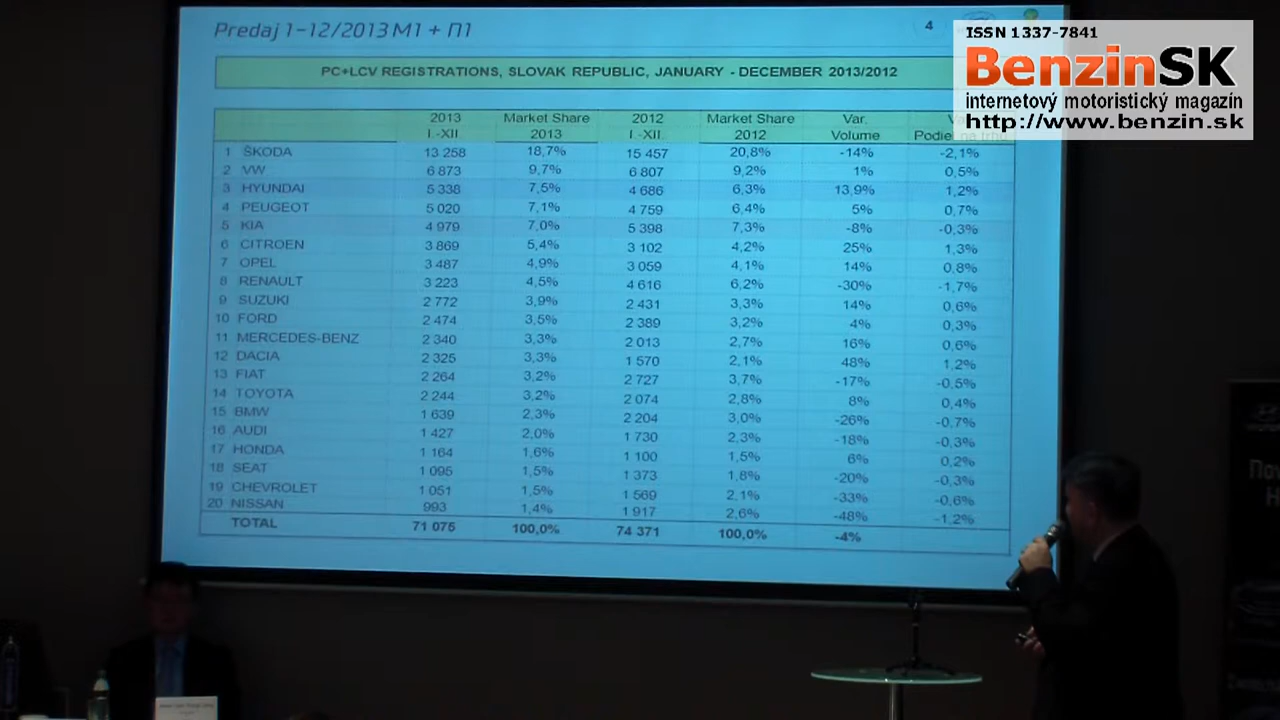 Predaj 1-12/2013 M1 + П1
4
ISSN 1337-7841
BenzinSK
internetový motoristický magazín
http://www.benzin.sk
PC+LCV REGISTRATIONS, SLOVAK REPUBLIC, JANUARY - DECEMBER 2013/2012
2013 I.-XII. Market Share 2013 2012 I.-XII. Market Share 2012 Var. Volume Podiel na trhu
1 ŠKODA 13 258 18,7% 15 457 20,8% -14% -2,1%
2 VW 6 873 9,7% 6 807 9,2% 1% 0,5%
3 HYUNDAI 5 338 7,5% 4 686 6,3% 13,9% 1,2%
4 PEUGEOT 5 020 7,1% 4 759 6,4% 5% 0,7%
5 KIA 4 979 7,0% 5 398 7,3% -8% -0,3%
6 CITROEN 3 869 5,4% 3 102 4,2% 25% 1,3%
7 OPEL 3 487 4,9% 3 059 4,1% 14% 0,8%
8 RENAULT 3 223 4,5% 4 616 6,2% -30% -1,7%
9 SUZUKI 2 772 3,9% 2 431 3,3% 14% 0,6%
10 FORD 2 474 3,5% 2 389 3,2% 4% 0,3%
11 MERCEDES-BENZ 2 340 3,3% 2 013 2,7% 16% 0,6%
12 DACIA 2 325 3,3% 1 570 2,1% 48% 1,2%
13 FIAT 2 264 3,2% 2 727 3,7% -17% -0,5%
14 TOYOTA 2 244 3,2% 2 074 2,8% 8% 0,4%
15 BMW 1 639 2,3% 2 204 3,0% -26% -0,7%
16 AUDI 1 427 2,0% 1 730 2,3% -18% -0,3%
17 HONDA 1 164 1,6% 1 100 1,5% 6% 0,2%
18 SEAT 1 095 1,5% 1 373 1,8% -20% -0,3%
19 CHEVROLET 1 051 1,5% 1 569 2,1% -33% -0,6%
20 NISSAN 993 1,4% 1 917 2,6% -48% -1,2%
TOTAL 71 075 100,0% 74 371 100,0% -4%